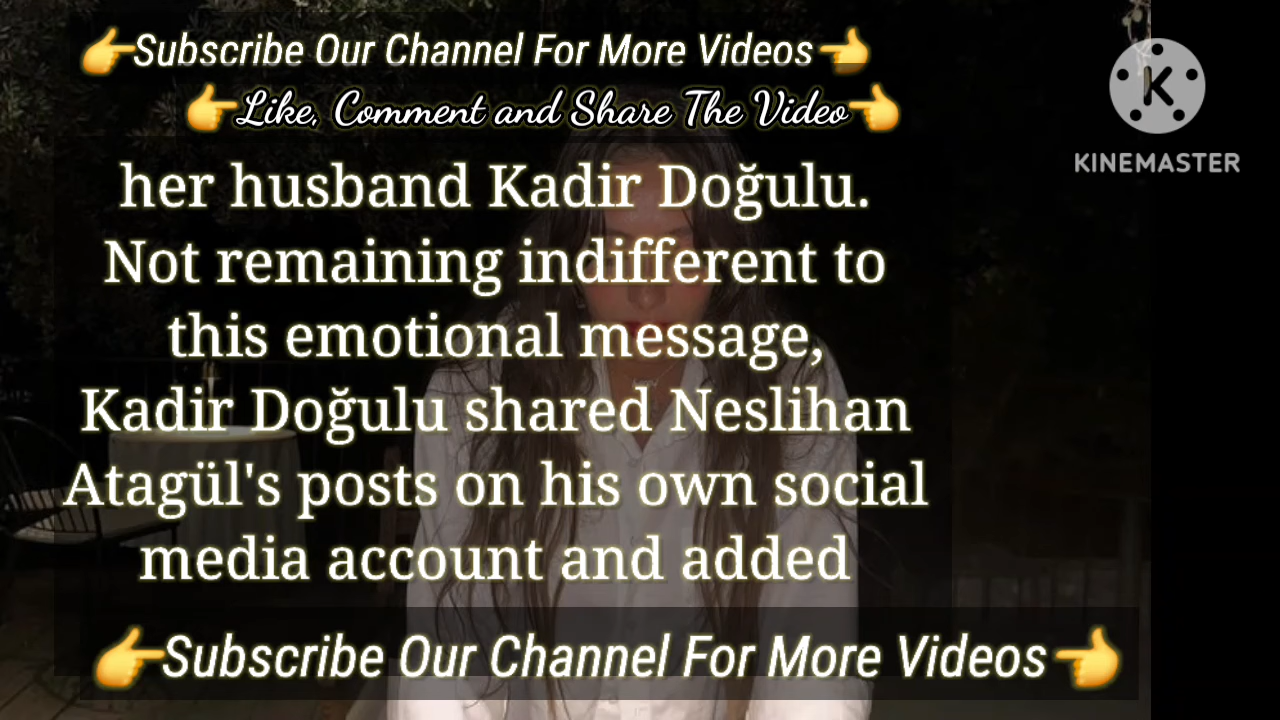 👉Subscribe Our Channel For More Videos👈
👉Like, Comment and Share The Video👈
KINEMASTER
her husband Kadir Doğulu.
Not remaining indifferent to
this emotional message,
Kadir Doğulu shared Neslihan
Atagül's posts on his own social
media account and added
👉Subscribe Our Channel For More Videos👈